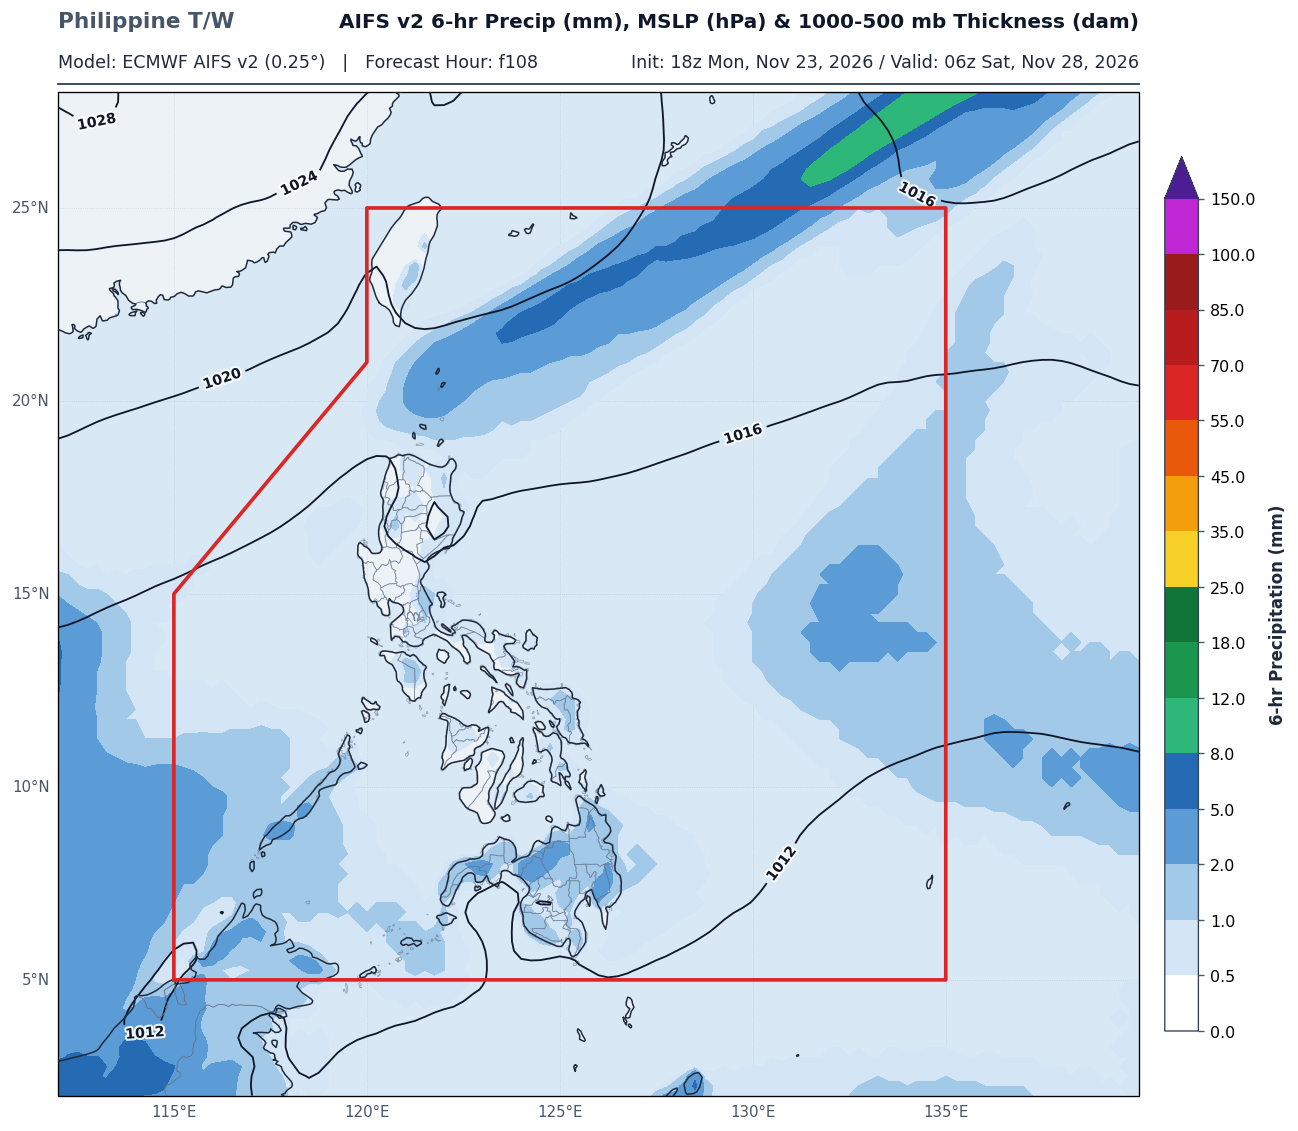 Philippine T/W
AIFS v2 6-hr Precip (mm), MSLP (hPa) & 1000-500 mb Thickness (dam)
Model: ECMWF AIFS v2 (0.25°) | Forecast Hour: f108
Init: 18z Mon, Nov 23, 2026 / Valid: 06z Sat, Nov 28, 2026
1028
1024
1016
1020
1016
1012
1012
25°N
20°N
15°N
10°N
5°N
115°E
120°E
125°E
130°E
135°E
150.0
100.0
85.0
70.0
55.0
45.0
35.0
25.0
18.0
12.0
8.0
5.0
2.0
1.0
0.5
0.0
6-hr Precipitation (mm)